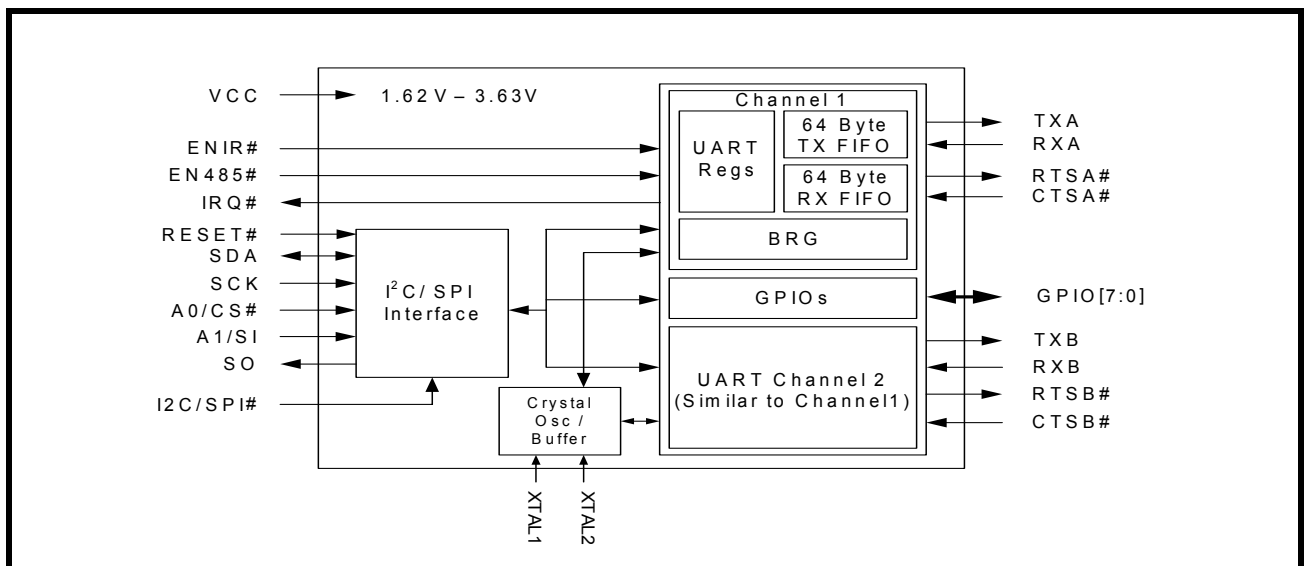 VCC
1.62V – 3.63V
ENIR#
EN485#
IRQ#
RESET#
SDA
SCK
A0/CS#
A1/SI
SO
I2C/SPI#
I²C/ SPI
Interface
Crystal
Osc /
Buffer
XTAL1
XTAL2
Channel 1
UART
Regs
64 Byte
TX FIFO
64 Byte
RX FIFO
BRG
GPIOs
UART Channel 2
(Similar to Channel1)
TXA
RXA
RTSA#
CTSA#
GPIO[7:0]
TXB
RXB
RTSB#
CTSB#